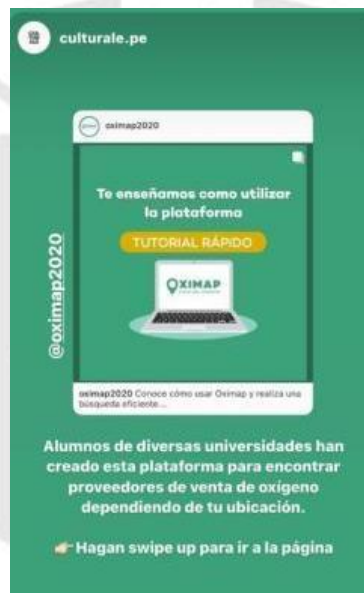 culturale.pe
oximap2020
Te enseñamos como utilizar
la plataforma
TUTORIAL RÁPIDO
OXIMAP
@oximap2020
oximap2020 Conoce cómo usar Oximap y realiza una
búsqueda eficiente...
Alumnos de diversas universidades han
creado esta plataforma para encontrar
proveedores de venta de oxígeno
dependiendo de tu ubicación.
👉🏻 Hagan swipe up para ir a la página